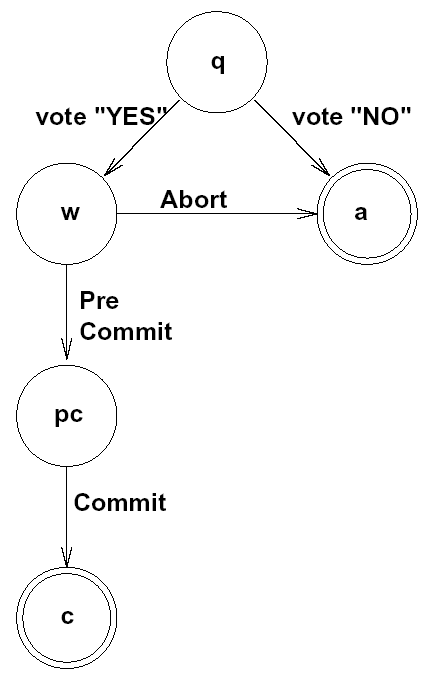 q
vote "YES"
vote "NO"
w
Abort
a
Pre
Commit
pc
Commit
c